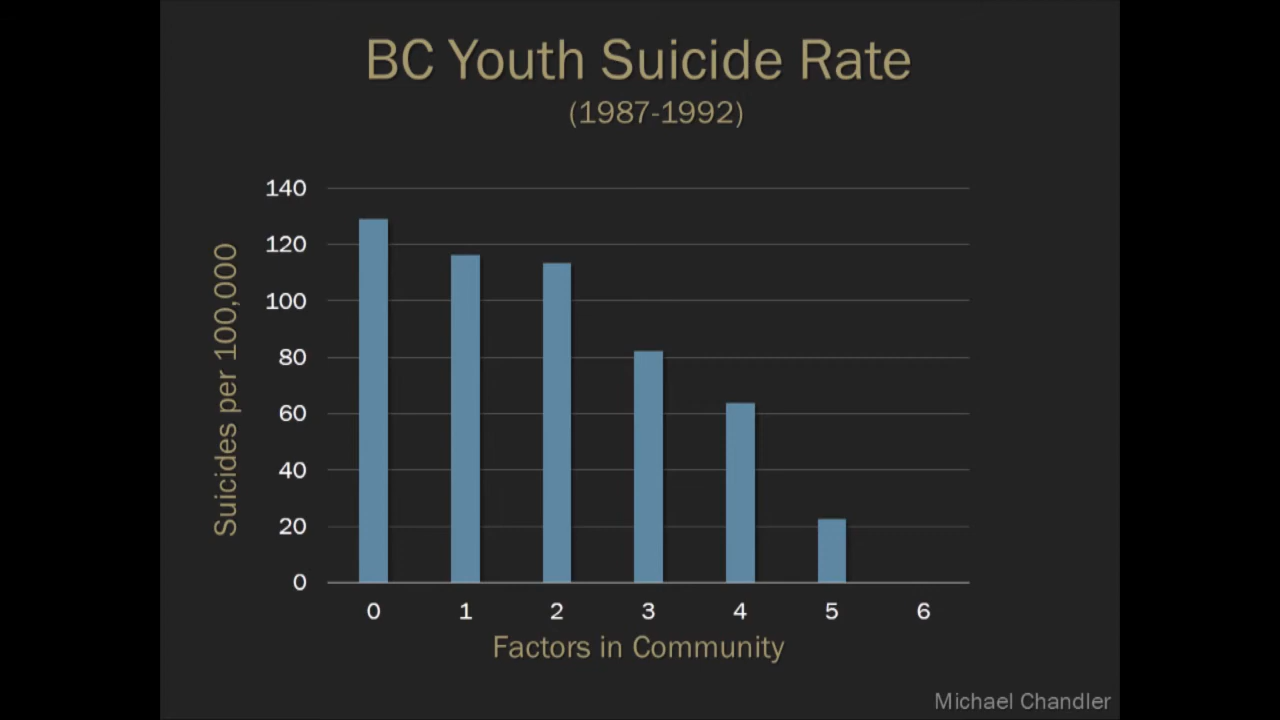 BC Youth Suicide Rate
(1987-1992)
140
120
100
80
60
40
20
0
Suicides per 100,000
0 1 2 3 4 5 6
Factors in Community
Michael Chandler